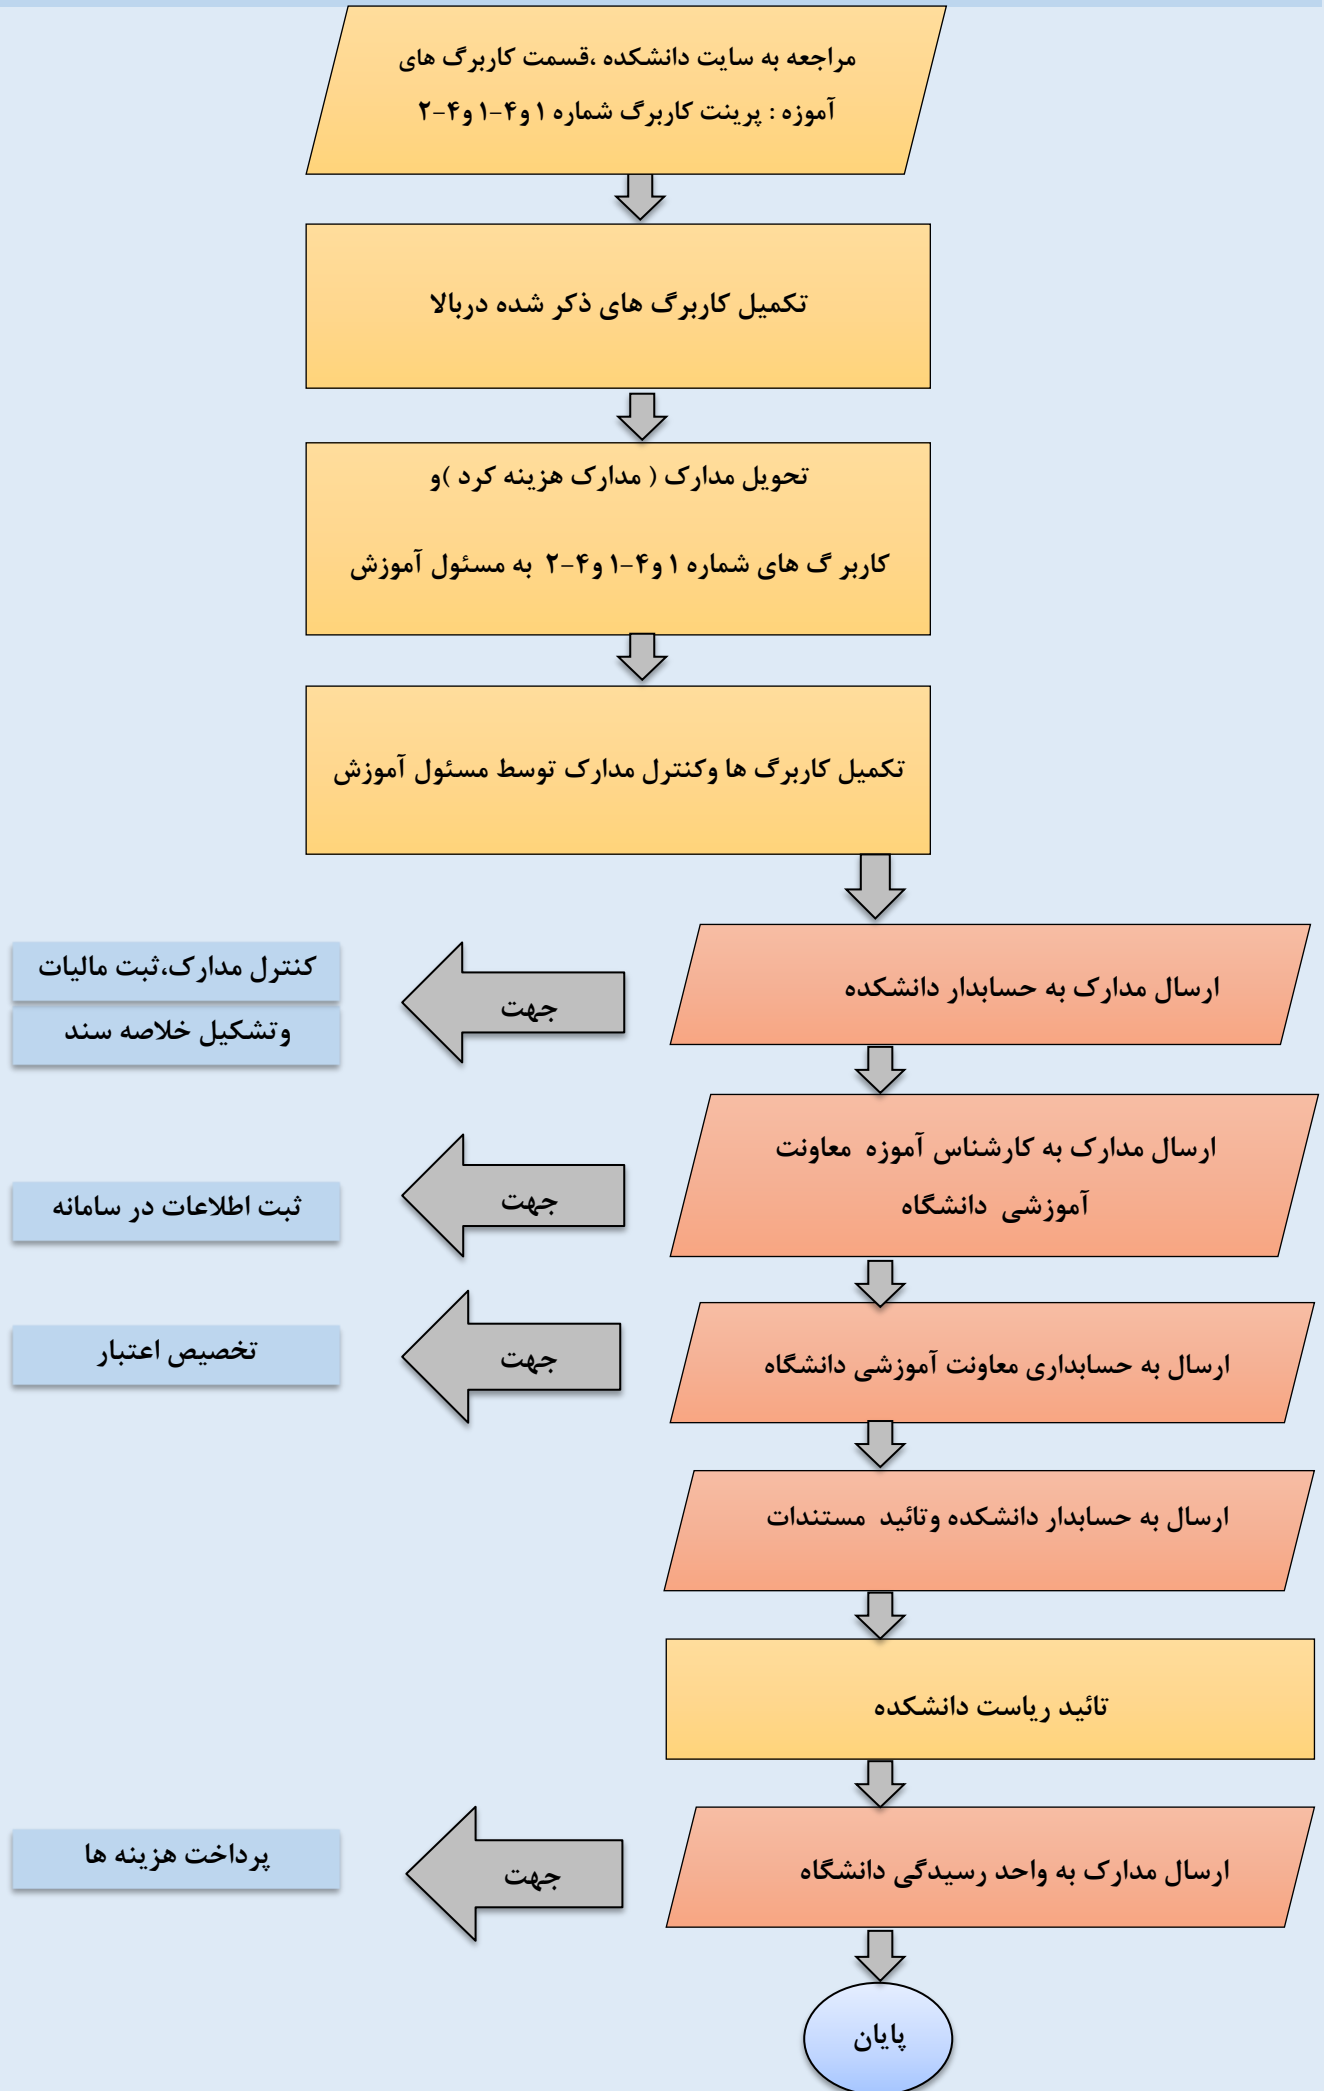 مراجعه به سایت دانشکده ،قسمت کاربرگ های
آموزه : پرینت کاربرگ شماره ۱ و۴-۱ و۴-۲
تکمیل کاربرگ های ذکر شده دربالا
تحویل مدارک ( مدارک هزینه کرد )و
کاربر گ های شماره ۱ و۴-۱ و۴-۲ به مسئول آموزش
تکمیل کاربرگ ها وکنترل مدارک توسط مسئول آموزش
ارسال مدارک به حسابدار دانشکده
جهت
کنترل مدارک،ثبت مالیات
وتشکیل خلاصه سند
ارسال مدارک به کارشناس آموزه معاونت
آموزشی دانشگاه
جهت
ثبت اطلاعات در سامانه
ارسال به حسابداری معاونت آموزشی دانشگاه
جهت
تخصیص اعتبار
ارسال به حسابدار دانشکده وتائید مستندات
تائید ریاست دانشکده
ارسال مدارک به واحد رسیدگی دانشگاه
جهت
پرداخت هزینه ها
پایان